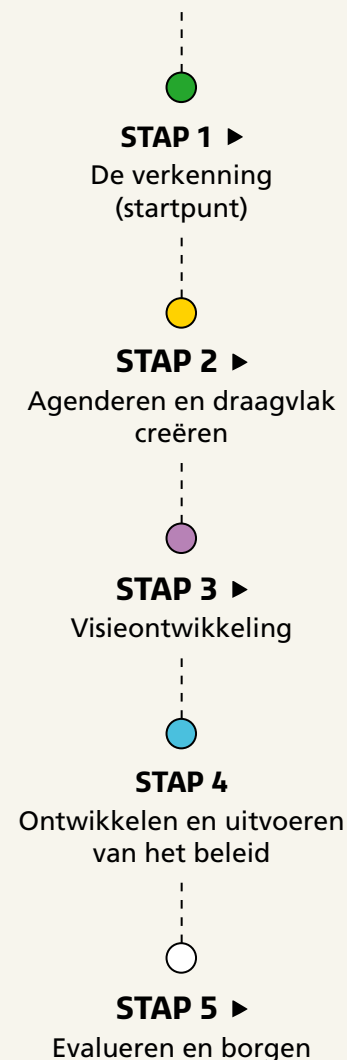 STAP 1 ▶
De verkenning
(startpunt)
STAP 2 ▶
Agenderen en draagvlak
creëren
STAP 3 ▶
Visieontwikkeling
STAP 4
Ontwikkelen en uitvoeren
van het beleid
STAP 5 ▶
Evalueren en borgen